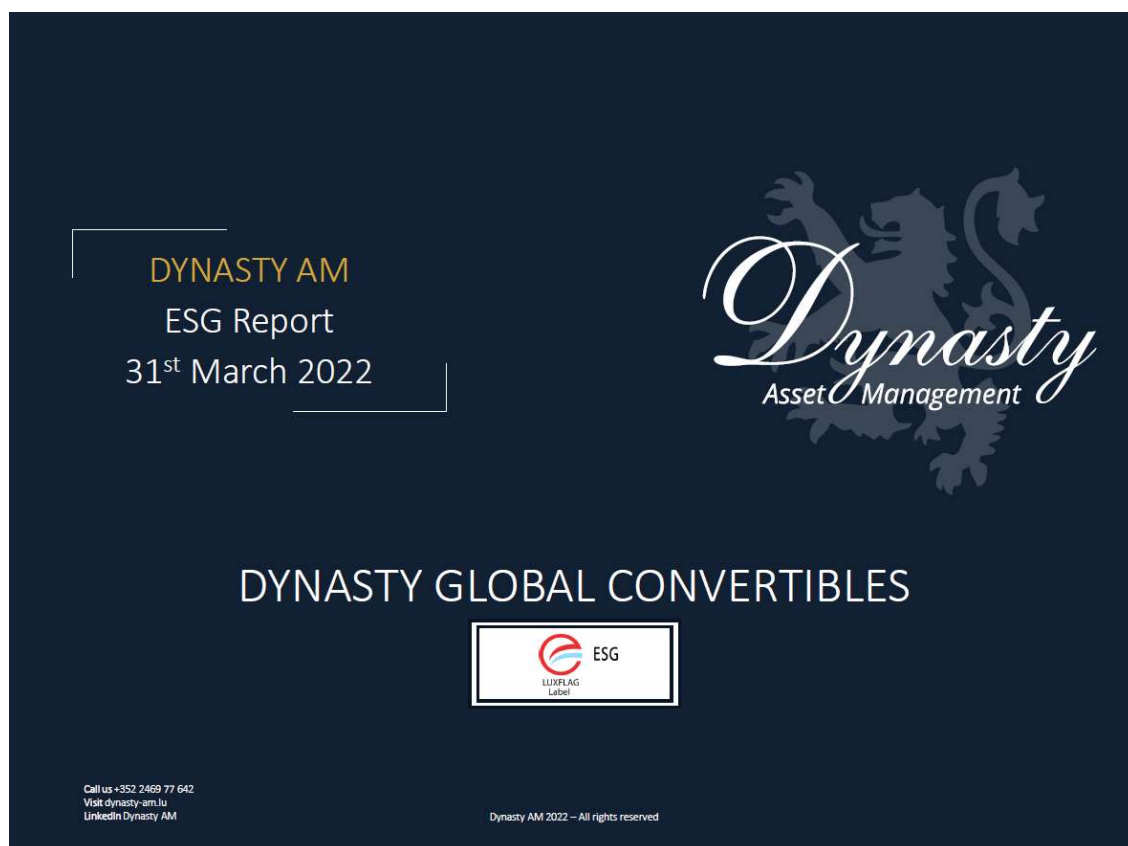 DYNASTY AM
ESG Report
31st March 2022
Dynasty
Asset Management
DYNASTY GLOBAL CONVERTIBLES
ESG
LUXFLAG
Label
Call us +352 2469 77 642
Visit dynasty-am.lu
LinkedIn Dynasty AM
Dynasty AM 2022 – All rights reserved